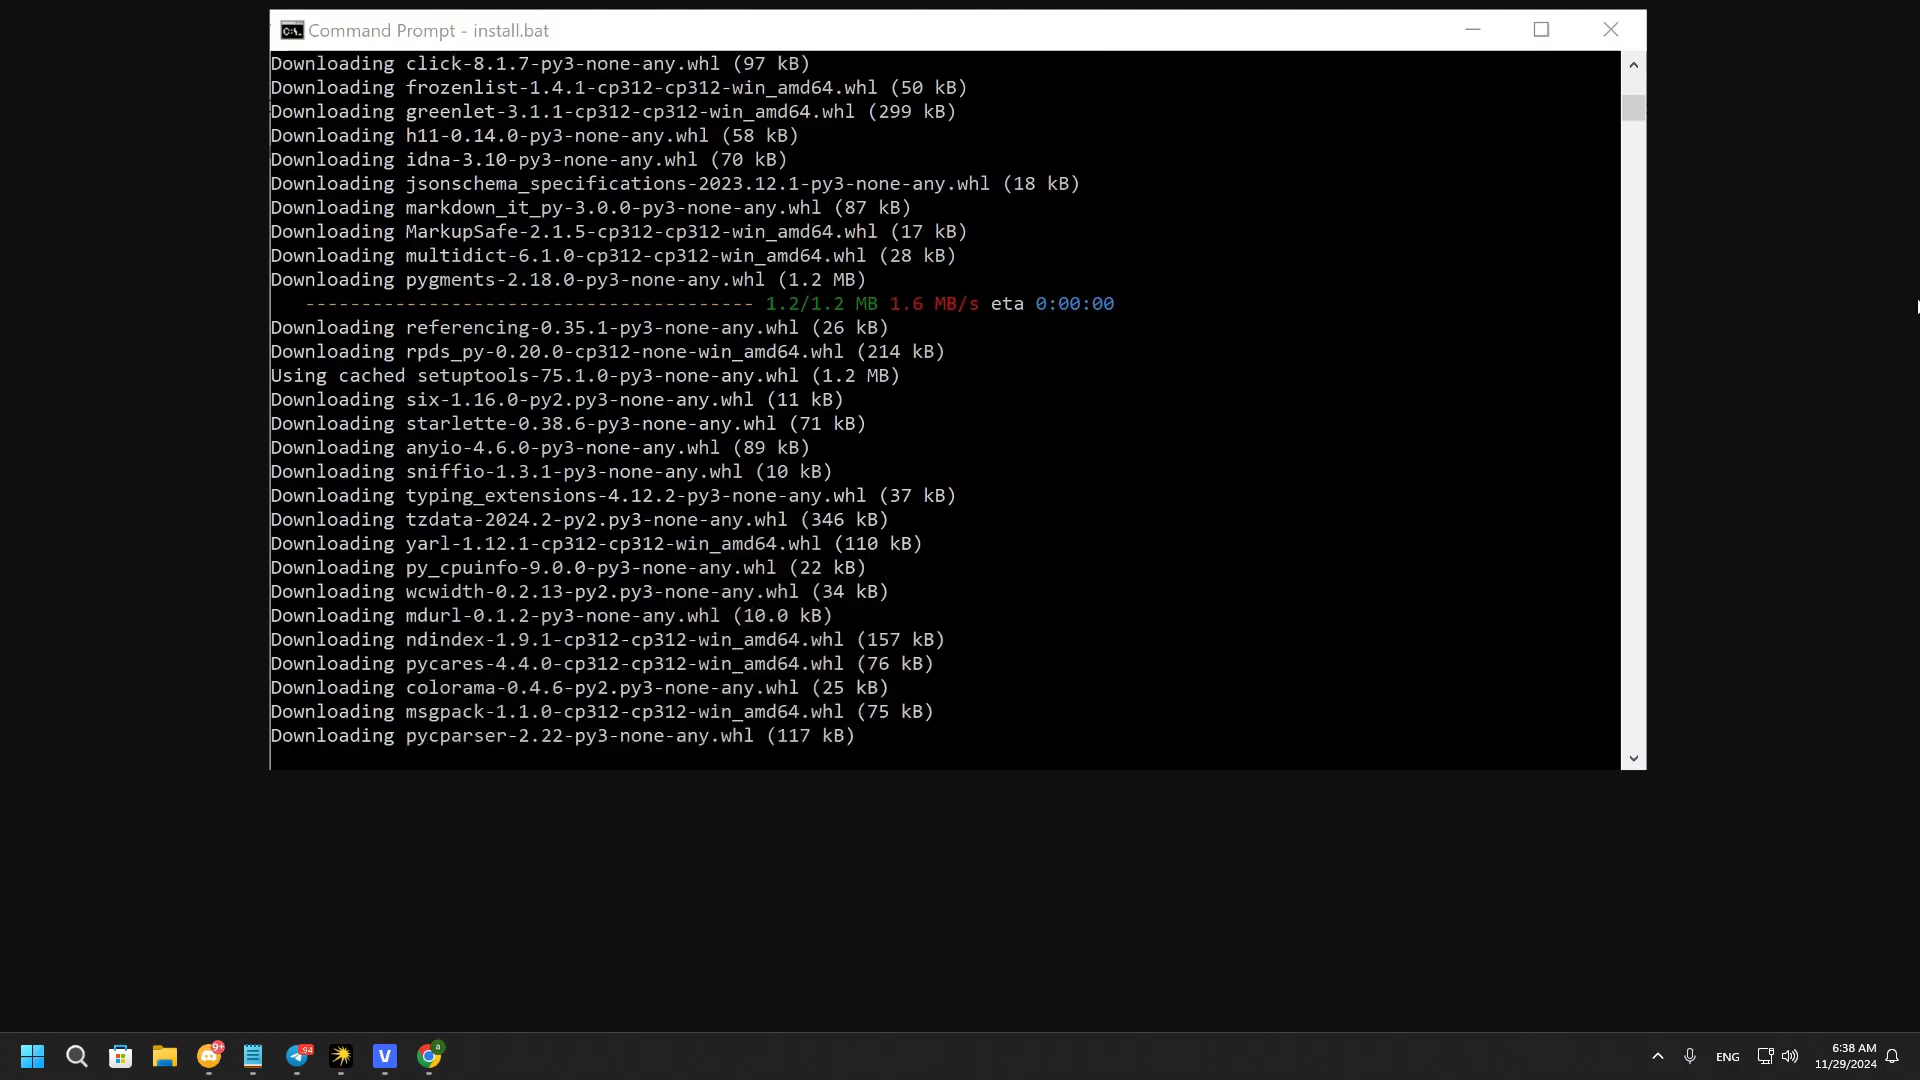 Command Prompt - install.bat
Downloading click-8.1.7-py3-none-any.whl (97 kB)
Downloading frozenlist-1.4.1-cp312-cp312-win_amd64.whl (50 kB)
Downloading greenlet-3.1.1-cp312-cp312-win_amd64.whl (299 kB)
Downloading h11-0.14.0-py3-none-any.whl (58 kB)
Downloading idna-3.10-py3-none-any.whl (70 kB)
Downloading jsonschema_specifications-2023.12.1-py3-none-any.whl (18 kB)
Downloading markdown_it_py-3.0.0-py3-none-any.whl (87 kB)
Downloading MarkupSafe-2.1.5-cp312-cp312-win_amd64.whl (17 kB)
Downloading multidict-6.1.0-cp312-cp312-win_amd64.whl (28 kB)
Downloading pygments-2.18.0-py3-none-any.whl (1.2 MB)
---------------------------------------- 1.2/1.2 MB 1.6 MB/s eta 0:00:00
Downloading referencing-0.35.1-py3-none-any.whl (26 kB)
Downloading rpds_py-0.20.0-cp312-none-win_amd64.whl (214 kB)
Using cached setuptools-75.1.0-py3-none-any.whl (1.2 MB)
Downloading six-1.16.0-py2.py3-none-any.whl (11 kB)
Downloading starlette-0.38.6-py3-none-any.whl (71 kB)
Downloading anyio-4.6.0-py3-none-any.whl (89 kB)
Downloading sniffio-1.3.1-py3-none-any.whl (10 kB)
Downloading typing_extensions-4.12.2-py3-none-any.whl (37 kB)
Downloading tzdata-2024.2-py2.py3-none-any.whl (346 kB)
Downloading yarl-1.12.1-cp312-cp312-win_amd64.whl (110 kB)
Downloading py_cpuinfo-9.0.0-py3-none-any.whl (22 kB)
Downloading wcwidth-0.2.13-py2.py3-none-any.whl (34 kB)
Downloading mdurl-0.1.2-py3-none-any.whl (10.0 kB)
Downloading ndindex-1.9.1-cp312-cp312-win_amd64.whl (157 kB)
Downloading pycares-4.4.0-cp312-cp312-win_amd64.whl (76 kB)
Downloading colorama-0.4.6-py2.py3-none-any.whl (25 kB)
Downloading msgpack-1.1.0-cp312-cp312-win_amd64.whl (75 kB)
Downloading pycparser-2.22-py3-none-any.whl (117 kB)
9+
94
V
a
ENG
6:38 AM
11/29/2024